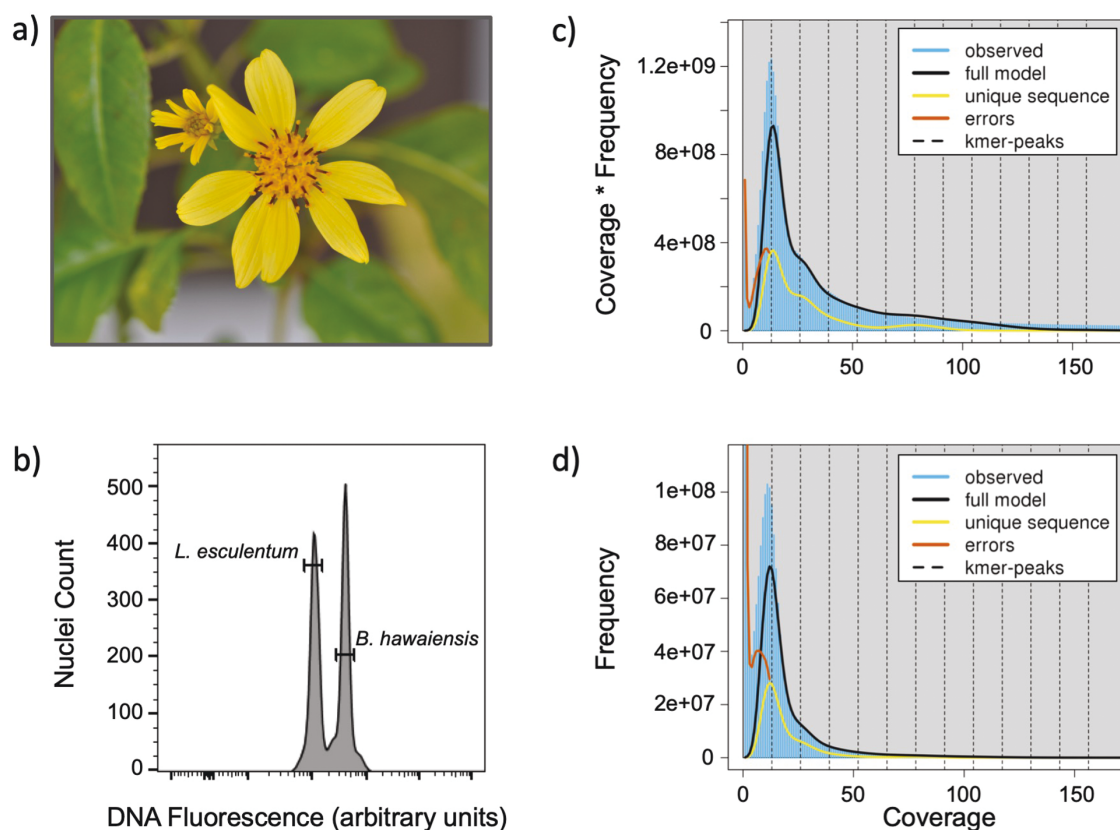 a)
b)
500
400
300
200
100
0
Nuclei Count
L. esculentum
B. hawaiensis
DNA Fluorescence (arbitrary units)
c)
1.2e+09
8e+08
4e+08
0
Coverage * Frequency
observed
full model
unique sequence
errors
kmer-peaks
0
50
100
150
d)
1e+08
8e+07
6e+07
4e+07
2e+07
0
Frequency
observed
full model
unique sequence
errors
kmer-peaks
0
50
100
150
Coverage